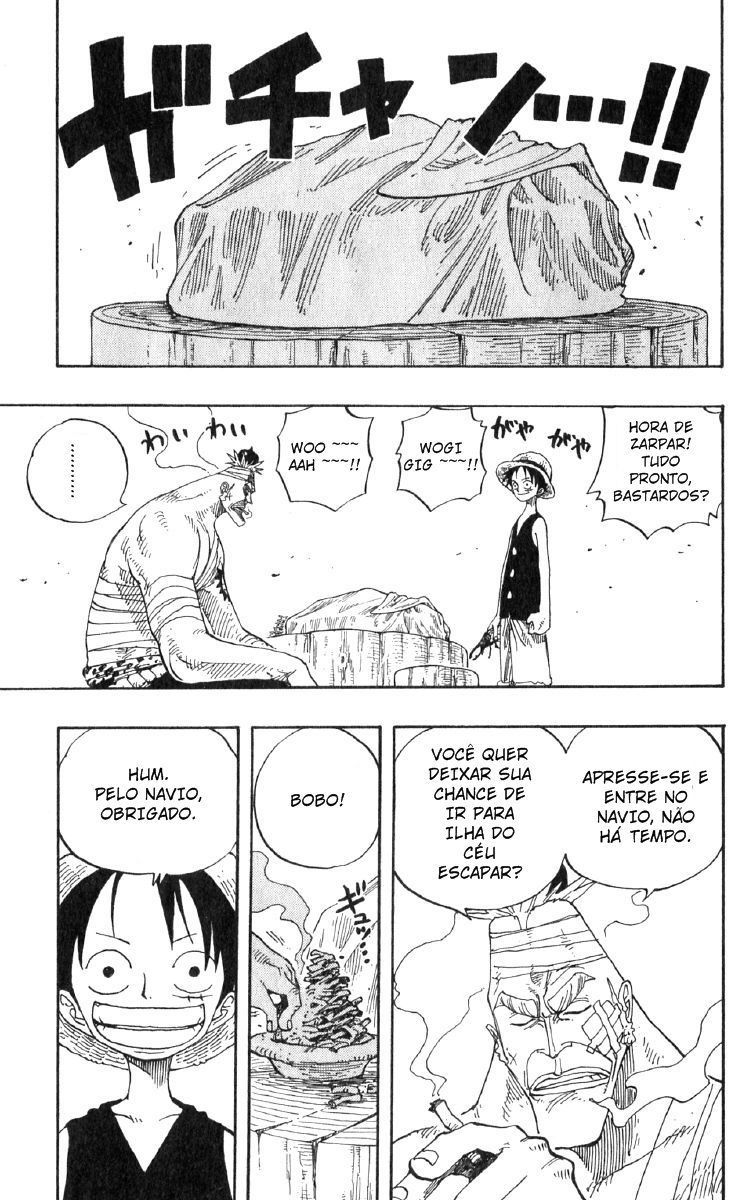 ガチャン…!!
HORA DE
ZARPAR!
TUDO
PRONTO,
BASTARDOS?
がや
がや
WOGI
GIG ~~~!!
WOO ~~~
AAH ~~~!!
わい
わい
..........
APRESSE-SE E
ENTRE NO
NAVIO, NÃO
HÁ TEMPO.
VOCÊ QUER
DEIXAR SUA
CHANCE DE
IR PARA
ILHA DO
CÉU
ESCAPAR?
BOBO!
ギュッ…
HUM.
PELO NAVIO,
OBRIGADO.